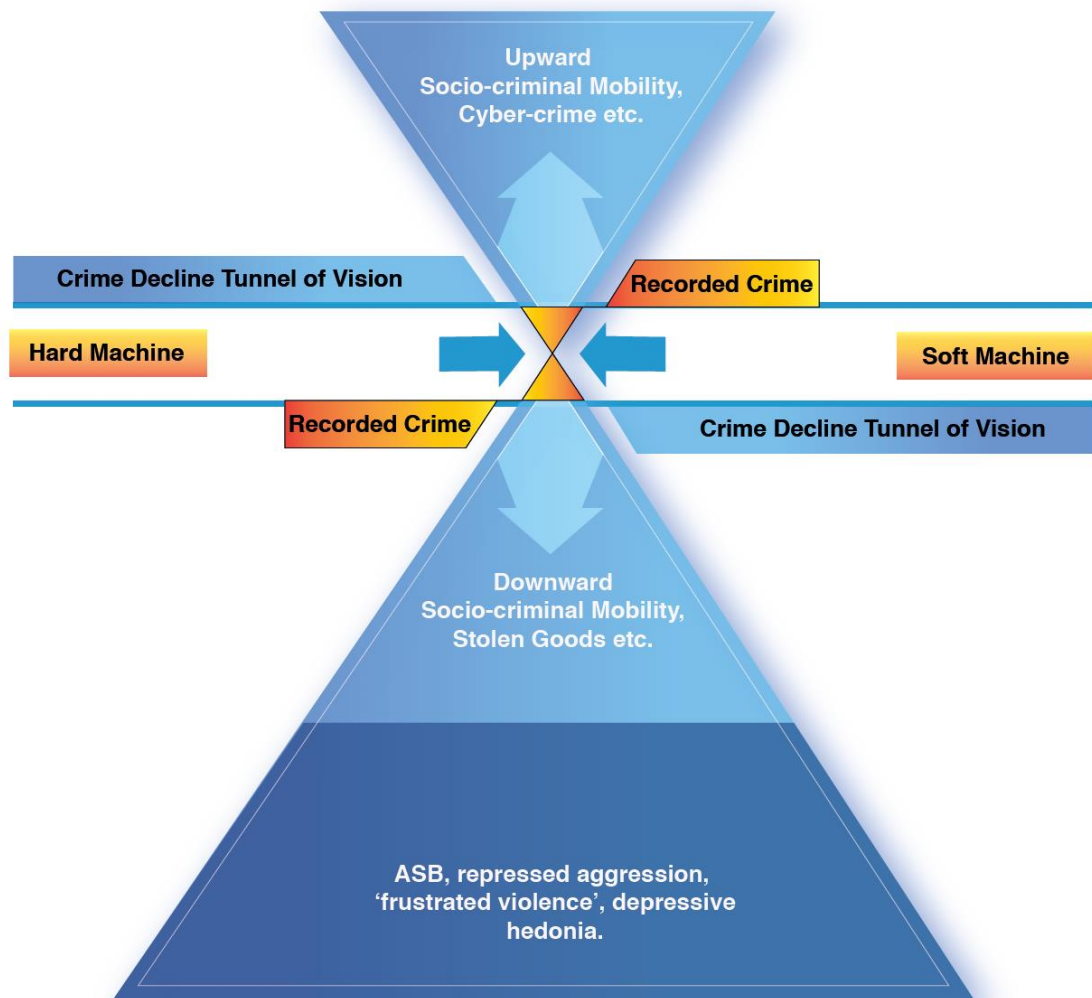 Upward
Socio-criminal Mobility,
Cyber-crime etc.
Crime Decline Tunnel of Vision
Recorded Crime
Hard Machine
Soft Machine
Recorded Crime
Crime Decline Tunnel of Vision
Downward
Socio-criminal Mobility,
Stolen Goods etc.
ASB, repressed aggression,
‘frustrated violence’, depressive
hedonia.